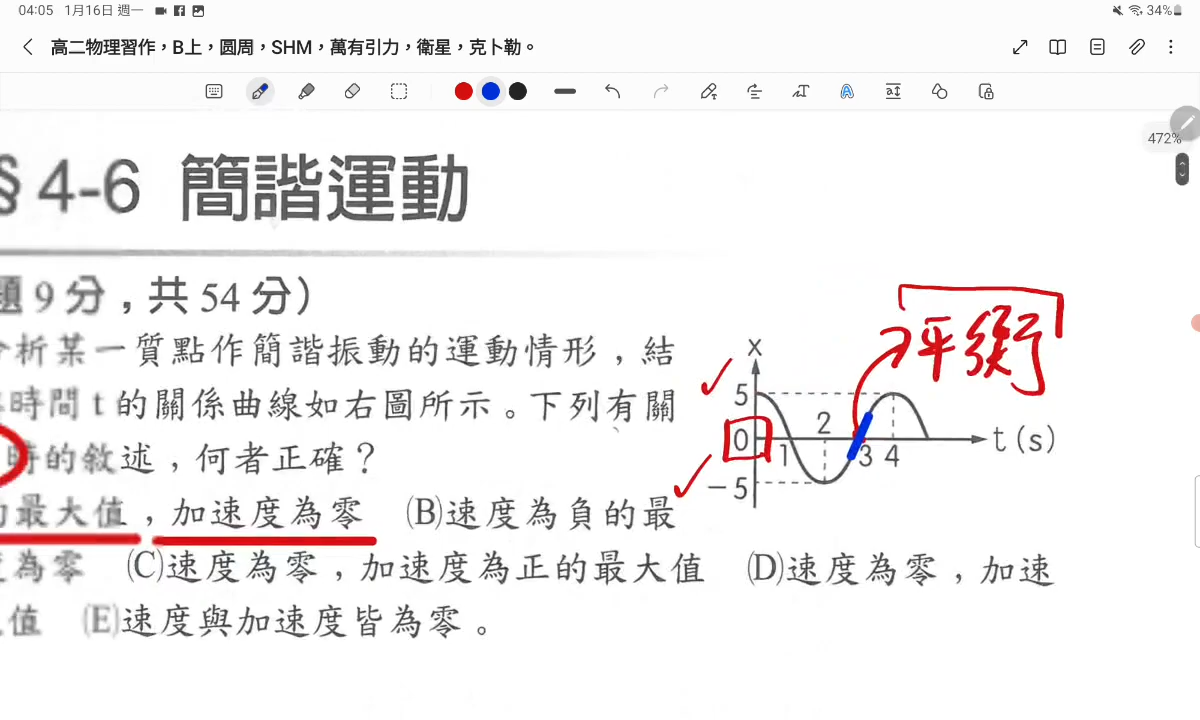 04:05 1月16日 週一
34%
高二物理習作，B上，圓周，SHM，萬有引力，衛星，克卜勒。
472%
§ 4-6 簡諧運動
題 9 分，共 54 分）
分析某一質點作簡諧振動的運動情形，結
時間 t 的關係曲線如右圖所示。下列有關
時的敘述，何者正確？
的最大值，加速度為零 (B)速度為負的最
度為零 (C)速度為零，加速度為正的最大值 (D)速度為零，加速
值 (E)速度與加速度皆為零。
平衡
x
5
0
－5
1
2
3
4
t (s)